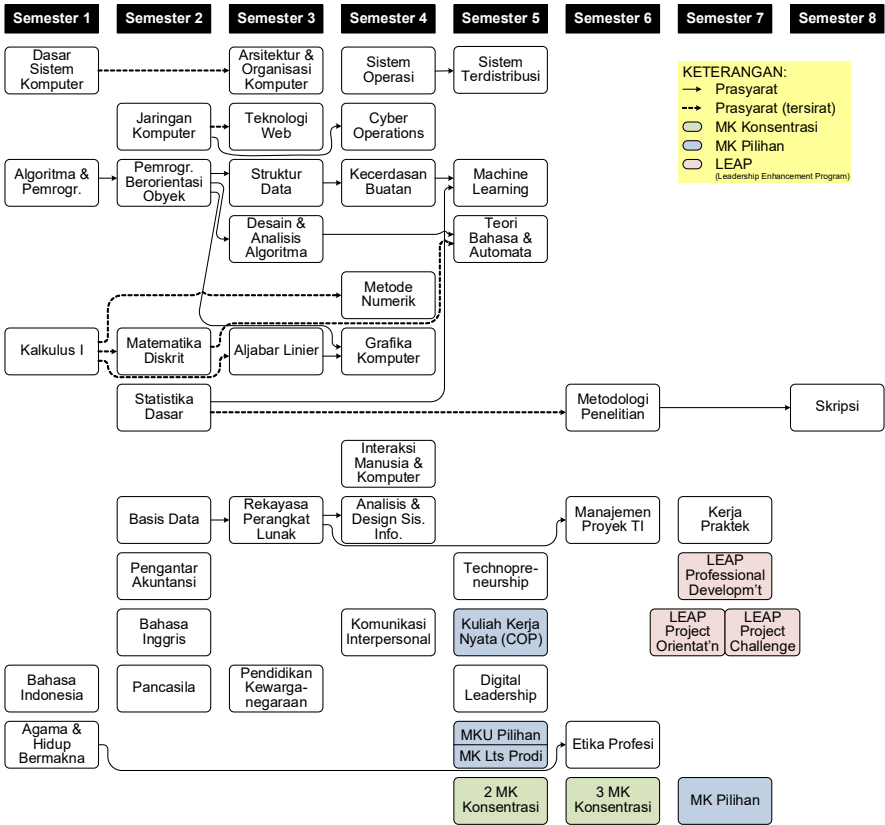 Semester 1
Semester 2
Semester 3
Semester 4
Semester 5
Semester 6
Semester 7
Semester 8
Dasar
Sistem
Komputer
Arsitektur &
Organisasi
Komputer
Sistem
Operasi
Sistem
Terdistribusi
KETERANGAN:
Prasyarat
Prasyarat (tersirat)
MK Konsentrasi
MK Pilihan
LEAP
(Leadership Enhancement Program)
Jaringan
Komputer
Teknologi
Web
Cyber
Operations
Algoritma &
Pemrogr.
Pemrogr.
Berorientasi
Obyek
Struktur
Data
Kecerdasan
Buatan
Machine
Learning
Desain &
Analisis
Algoritma
Teori
Bahasa &
Automata
Metode
Numerik
Kalkulus I
Matematika
Diskrit
Aljabar Linier
Grafika
Komputer
Statistika
Dasar
Metodologi
Penelitian
Skripsi
Interaksi
Manusia &
Komputer
Basis Data
Rekayasa
Perangkat
Lunak
Analisis &
Design Sis.
Info.
Manajemen
Proyek TI
Kerja
Praktek
Pengantar
Akuntansi
Technopre-
neurship
LEAP
Professional
Developm't
Bahasa
Inggris
Komunikasi
Interpersonal
Kuliah Kerja
Nyata (COP)
LEAP
Project
Orientat'n
LEAP
Project
Challenge
Bahasa
Indonesia
Pancasila
Pendidikan
Kewarga-
negaraan
Digital
Leadership
Agama &
Hidup
Bermakna
MKU Pilihan
MK Lts Prodi
Etika Profesi
2 MK
Konsentrasi
3 MK
Konsentrasi
MK Pilihan